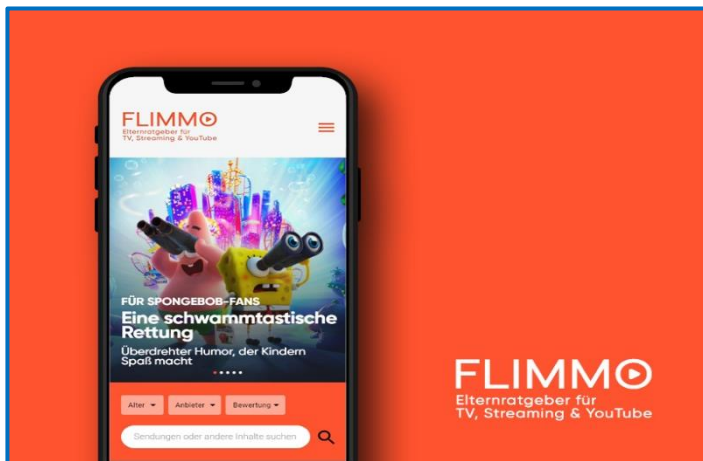 FLIMMO
Elternratgeber für
TV, Streaming & YouTube
FÜR SPONGEBOB-FANS
Eine schwammtastische
Rettung
Überdrehter Humor, der Kindern
Spaß macht
Alter
Anbieter
Bewertung
Sendungen oder andere Inhalte suchen
FLIMMO
Elternratgeber für
TV, Streaming & YouTube